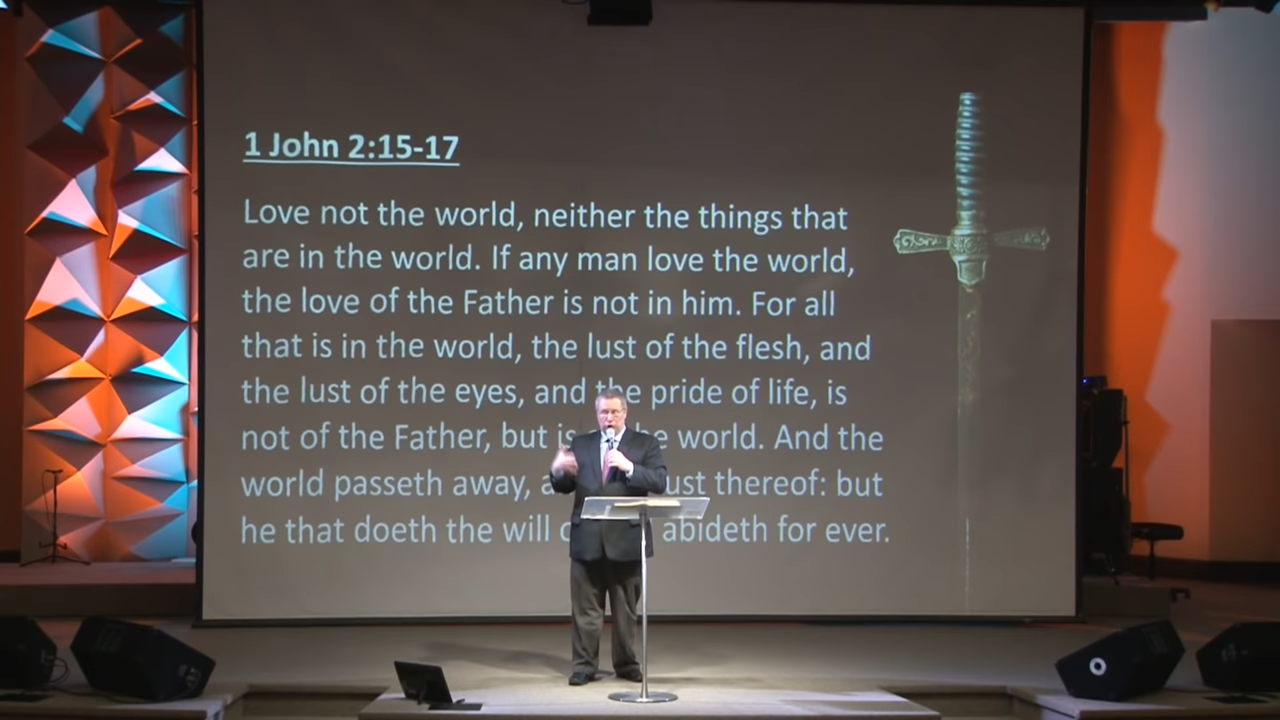 1 John 2:15-17
Love not the world, neither the things that
are in the world. If any man love the world,
the love of the Father is not in him. For all
that is in the world, the lust of the flesh, and
the lust of the eyes, and the pride of life, is
not of the Father, but is world. And the
world passeth away, thereof: but
he that doeth the will abideth for ever.